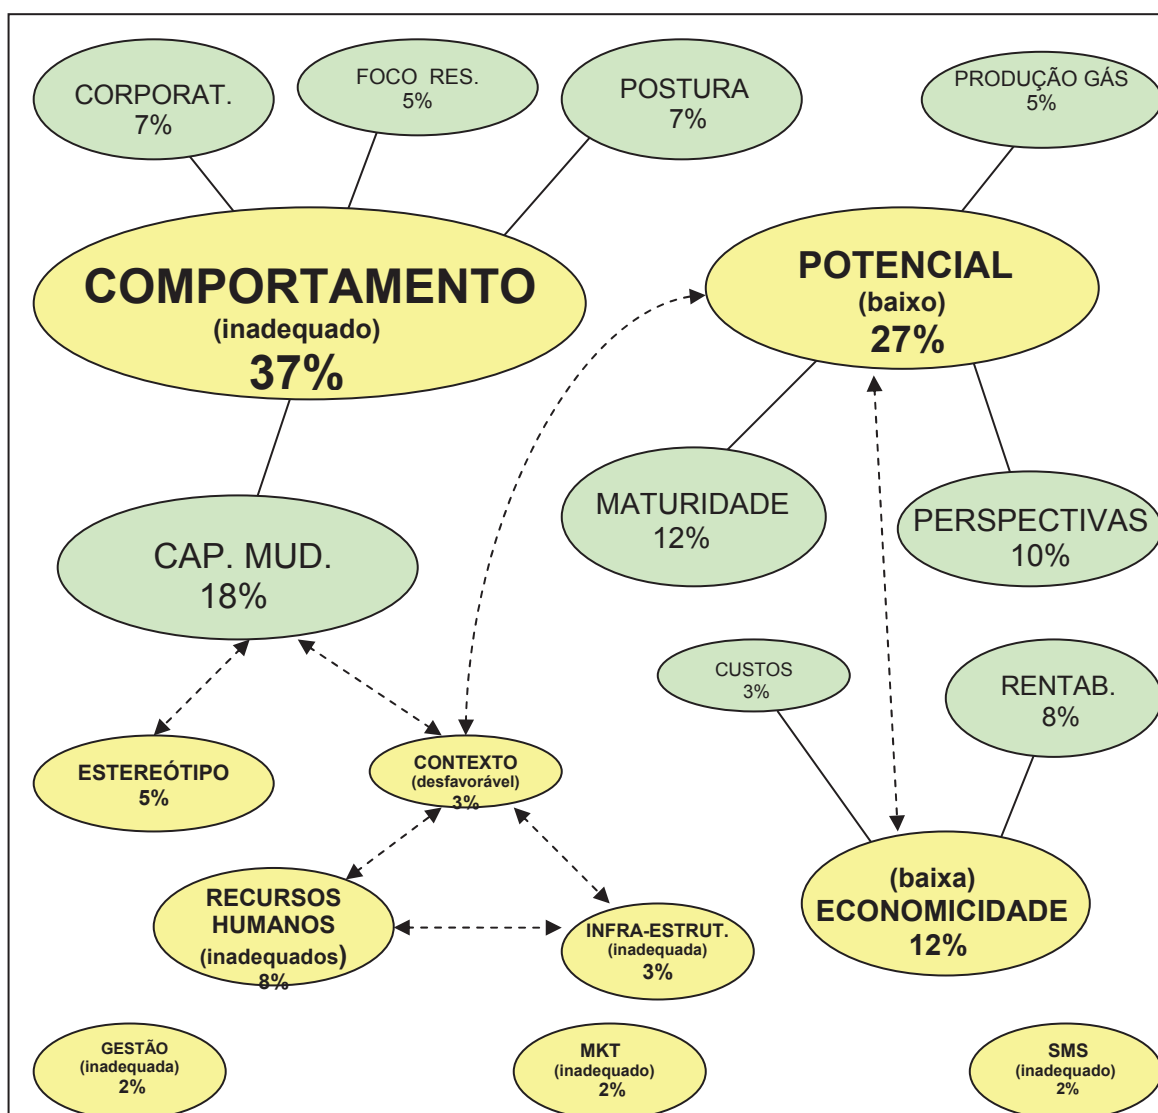 CORPORAT.
7%
FOCO RES.
5%
POSTURA
7%
PRODUÇÃO GÁS
5%
COMPORTAMENTO
(inadequado)
37%
POTENCIAL
(baixo)
27%
MATURIDADE
12%
PERSPECTIVAS
10%
CAP. MUD.
18%
CUSTOS
3%
RENTAB.
8%
ESTEREÓTIPO
5%
CONTEXTO
(desfavorável)
3%
RECURSOS
HUMANOS
(inadequados)
8%
INFRA-ESTRUT.
(inadequada)
3%
(baixa)
ECONOMICIDADE
12%
GESTÃO
(inadequada)
2%
MKT
(inadequado)
2%
SMS
(inadequado)
2%